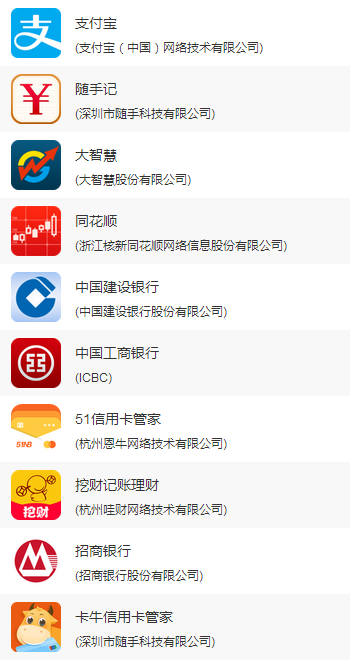 支
支付宝
(支付宝（中国）网络技术有限公司)
¥
随手记
(深圳市随手科技有限公司)
大智慧
(大智慧股份有限公司)
同花顺
(浙江核新同花顺网络信息股份有限公司)
中国建设银行
(中国建设银行股份有限公司)
中国工商银行
(ICBC)
51信用卡管家
(杭州恩牛网络技术有限公司)
51NB
挖财记账理财
(杭州哇财网络技术有限公司)
挖财
招商银行
(招商银行股份有限公司)
卡牛信用卡管家
(深圳市随手科技有限公司)